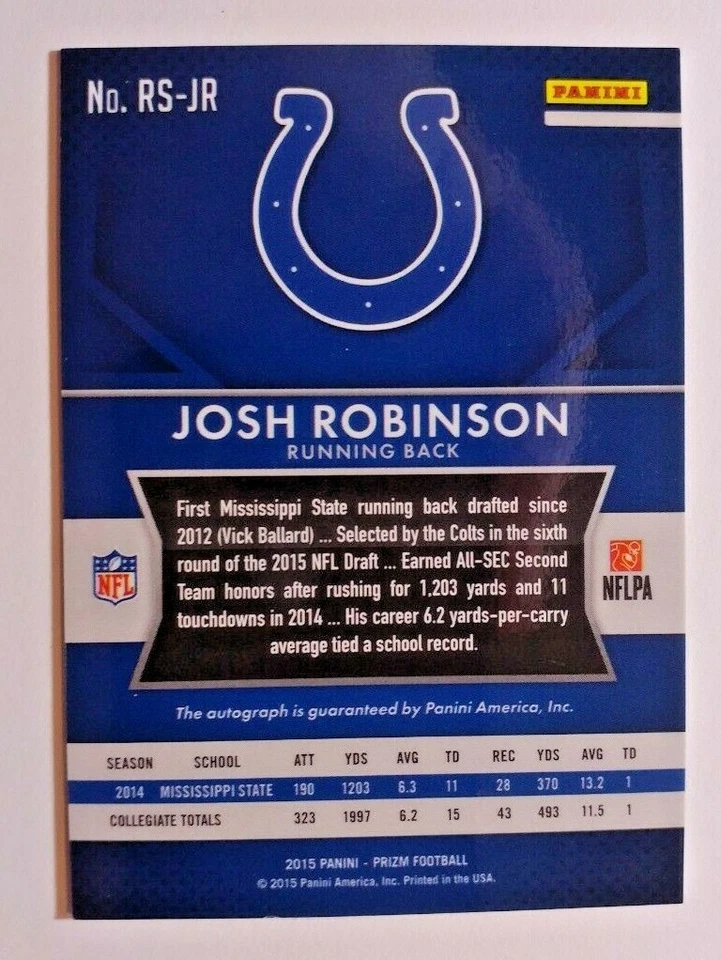 No. RS-JR
PANINI
JOSH ROBINSON
RUNNING BACK
First Mississippi State running back drafted since
2012 (Vick Ballard) ... Selected by the Colts in the sixth
round of the 2015 NFL Draft ... Earned All-SEC Second
Team honors after rushing for 1,203 yards and 11
touchdowns in 2014 ... His career 6.2 yards-per-carry
average tied a school record.
NFL
NFLPA
The autograph is guaranteed by Panini America, Inc.
SEASON SCHOOL ATT YDS AVG TD REC YDS AVG TD
2014 MISSISSIPPI STATE 190 1203 6.3 11 28 370 13.2 1
COLLEGIATE TOTALS 323 1997 6.2 15 43 493 11.5 1
2015 PANINI - PRIZM FOOTBALL
© 2015 Panini America, Inc. Printed in the USA.